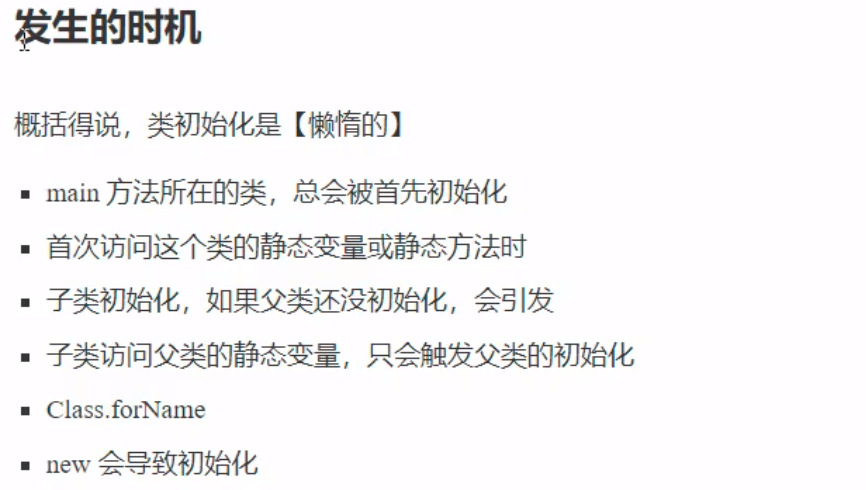 发生的时机
概括得说，类初始化是【懒惰的】
main 方法所在的类，总会被首先初始化
首次访问这个类的静态变量或静态方法时
子类初始化，如果父类还没初始化，会引发
子类访问父类的静态变量，只会触发父类的初始化
Class.forName
new 会导致初始化